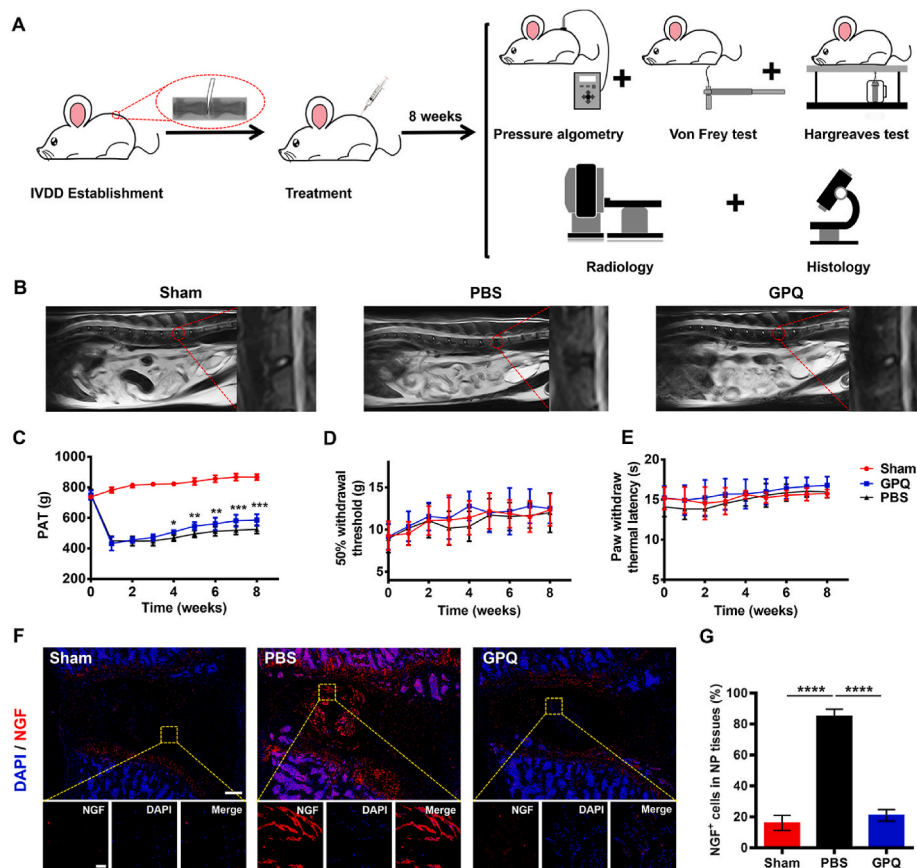 A
8 weeks
IVDD Establishment
Treatment
Pressure algometry
Von Frey test
Hargreaves test
Radiology
Histology
B
Sham
PBS
GPQ
C
PAT (g)
1000
800
600
400
200
0 2 4 6 8
Time (weeks)
* ** ** *** ***
D
50% withdrawal
threshold (g)
15
10
5
0 2 4 6 8
Time (weeks)
E
Paw withdraw
thermal latency (s)
20
15
10
5
0 2 4 6 8
Time (weeks)
Sham
GPQ
PBS
F
DAPI / NGF
Sham
PBS
GPQ
NGF DAPI Merge
NGF DAPI Merge
NGF DAPI Merge
G
NGF⁺ cells in NP tissues (%)
100
80
60
40
20
0
**** ****
Sham PBS GPQ